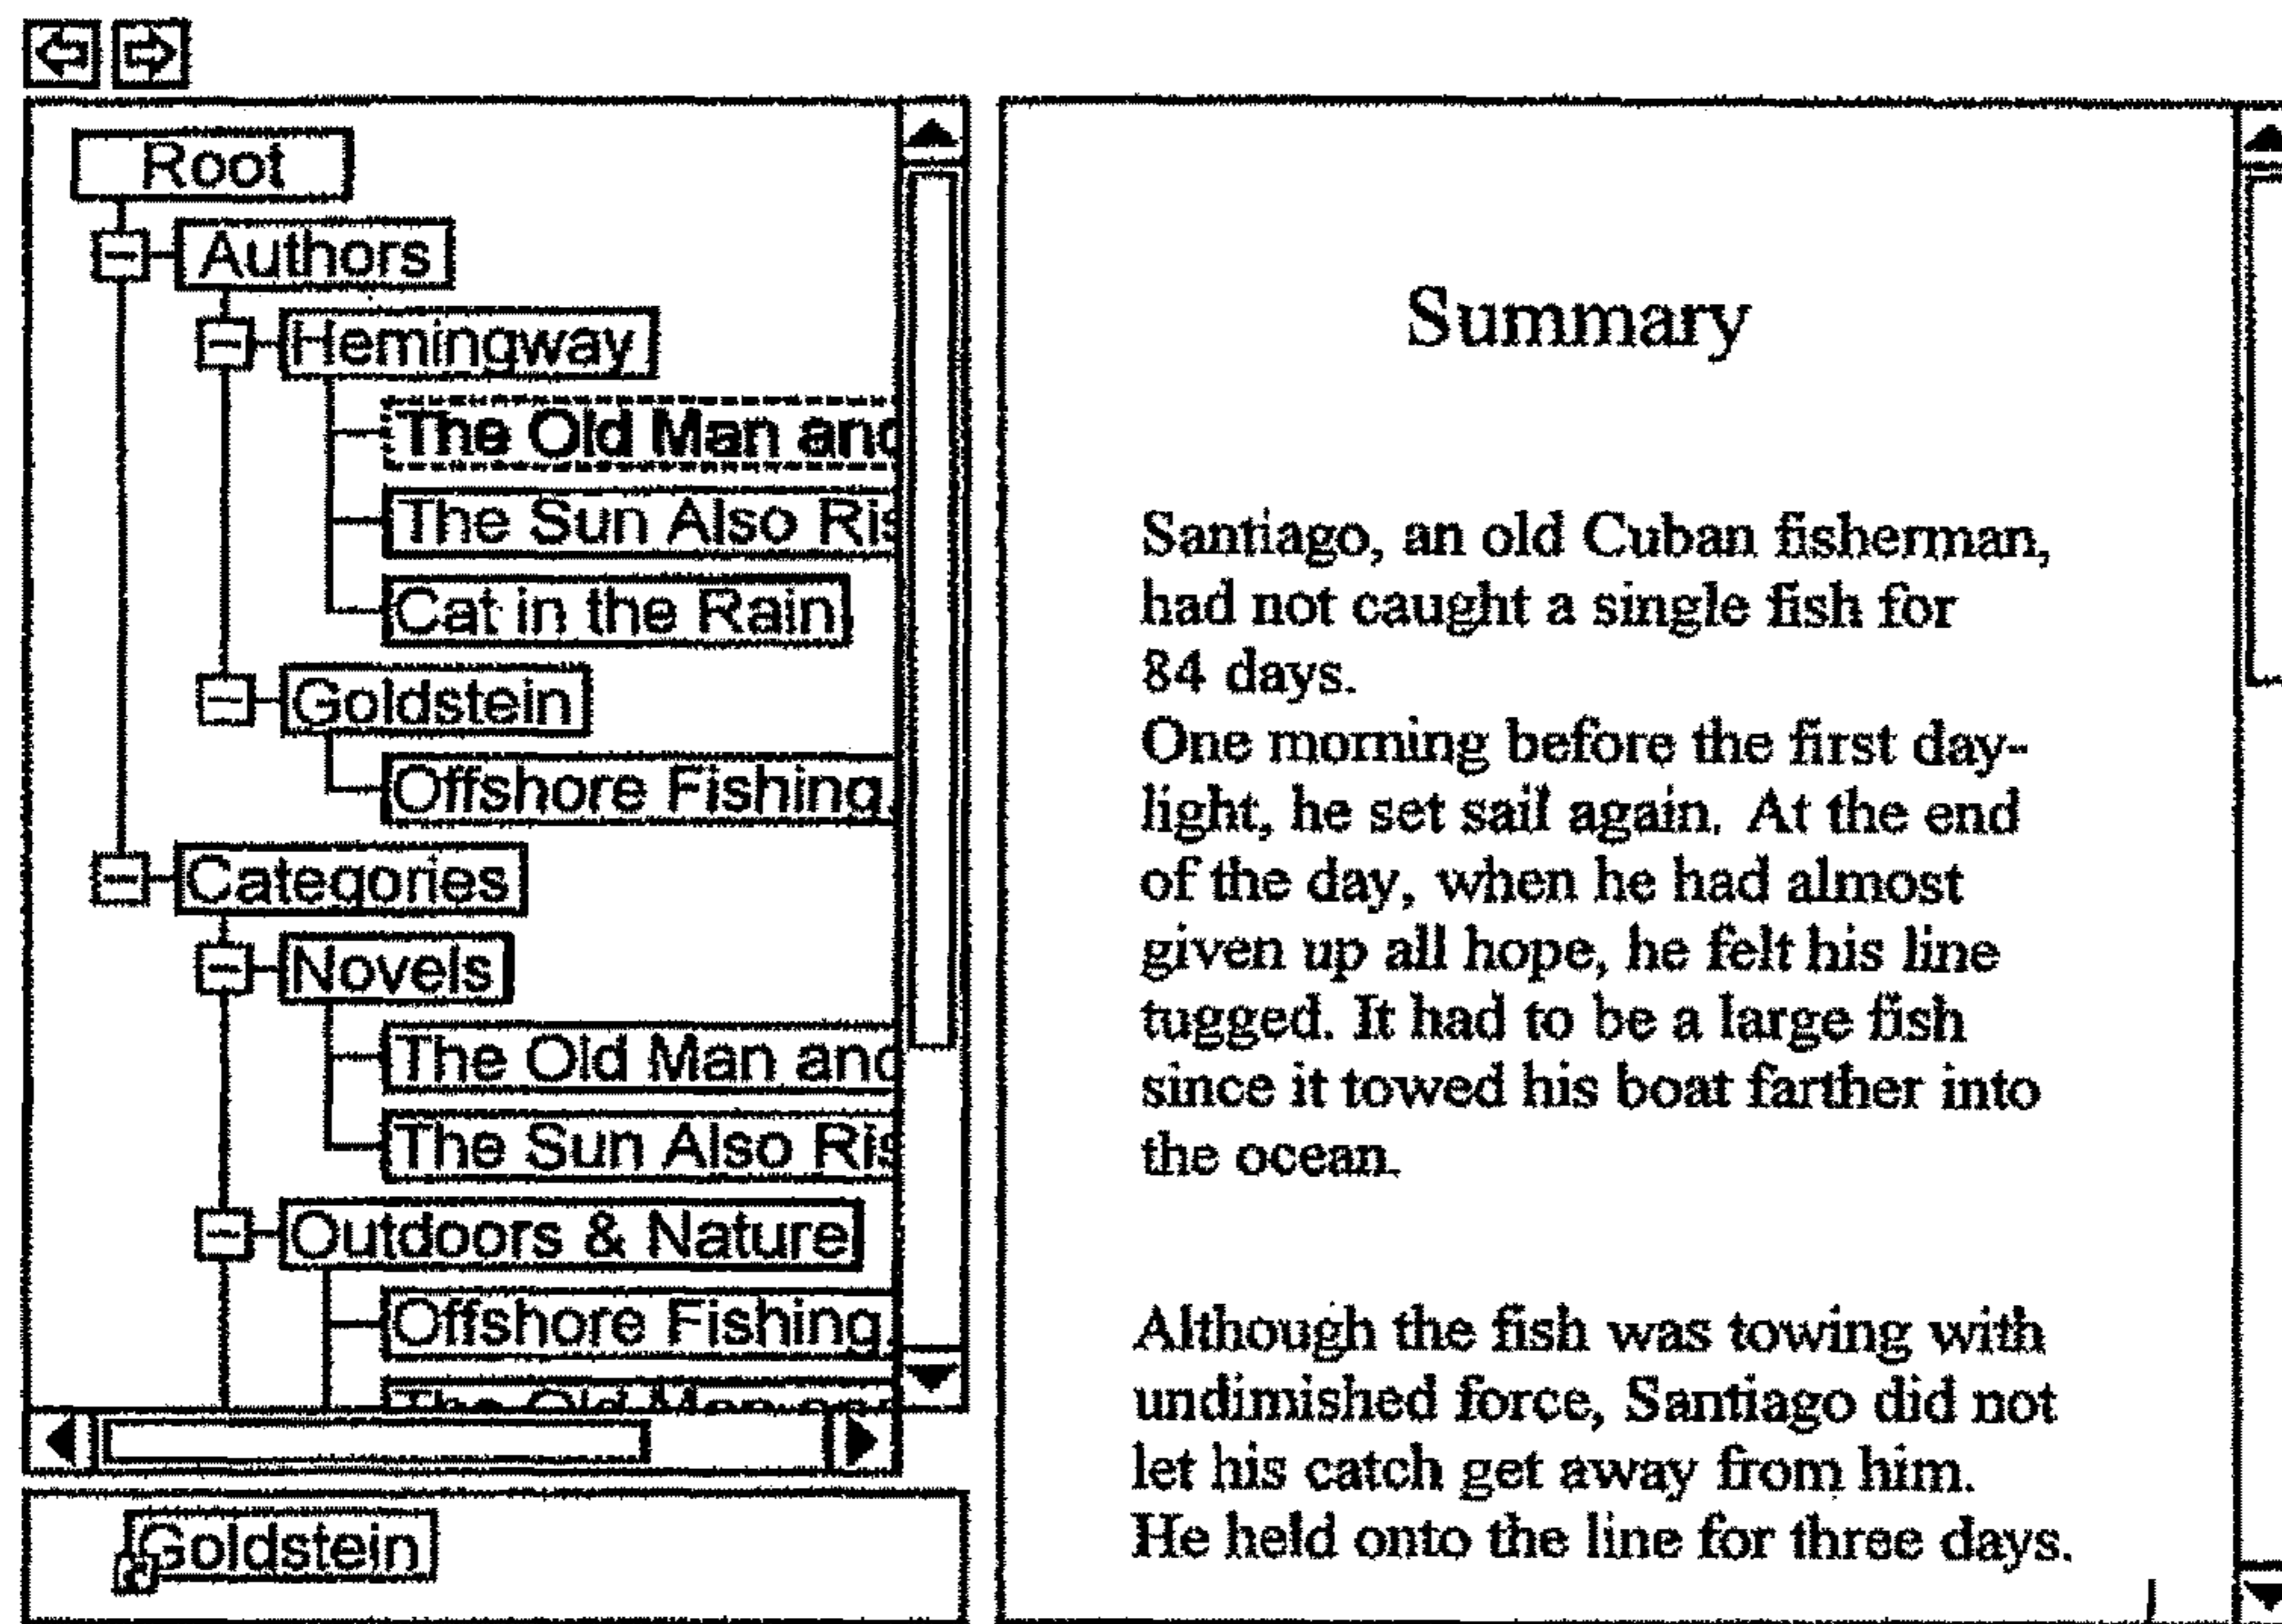 Root
Authors
Hemingway
The Old Man and
The Sun Also Ris
Cat in the Rain
Goldstein
Offshore Fishing
Categories
Novels
The Old Man and
The Sun Also Ris
Outdoors & Nature
Offshore Fishing
The Old Man and
Goldstein
Summary
Santiago, an old Cuban fisherman,
had not caught a single fish for
84 days.
One morning before the first day-
light, he set sail again. At the end
of the day, when he had almost
given up all hope, he felt his line
tugged. It had to be a large fish
since it towed his boat farther into
the ocean.
Although the fish was towing with
undimished force, Santiago did not
let his catch get away from him.
He held onto the line for three days.